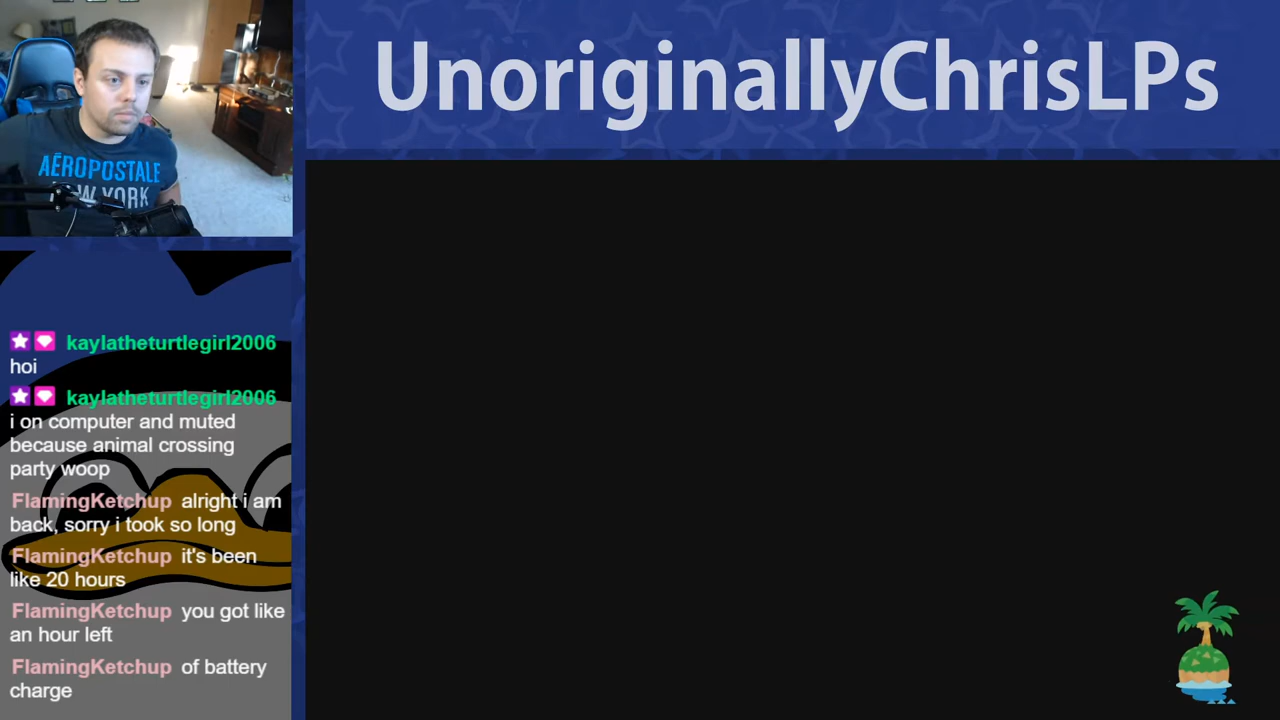 UnoriginallyChrisLPs
AÉROPOSTALE
NEW YORK
kaylatheturtlegirl2006
hoi
kaylatheturtlegirl2006
i on computer and muted
because animal crossing
party woop
FlamingKetchup alright i am
back, sorry i took so long
FlamingKetchup it's been
like 20 hours
FlamingKetchup you got like
an hour left
FlamingKetchup of battery
charge